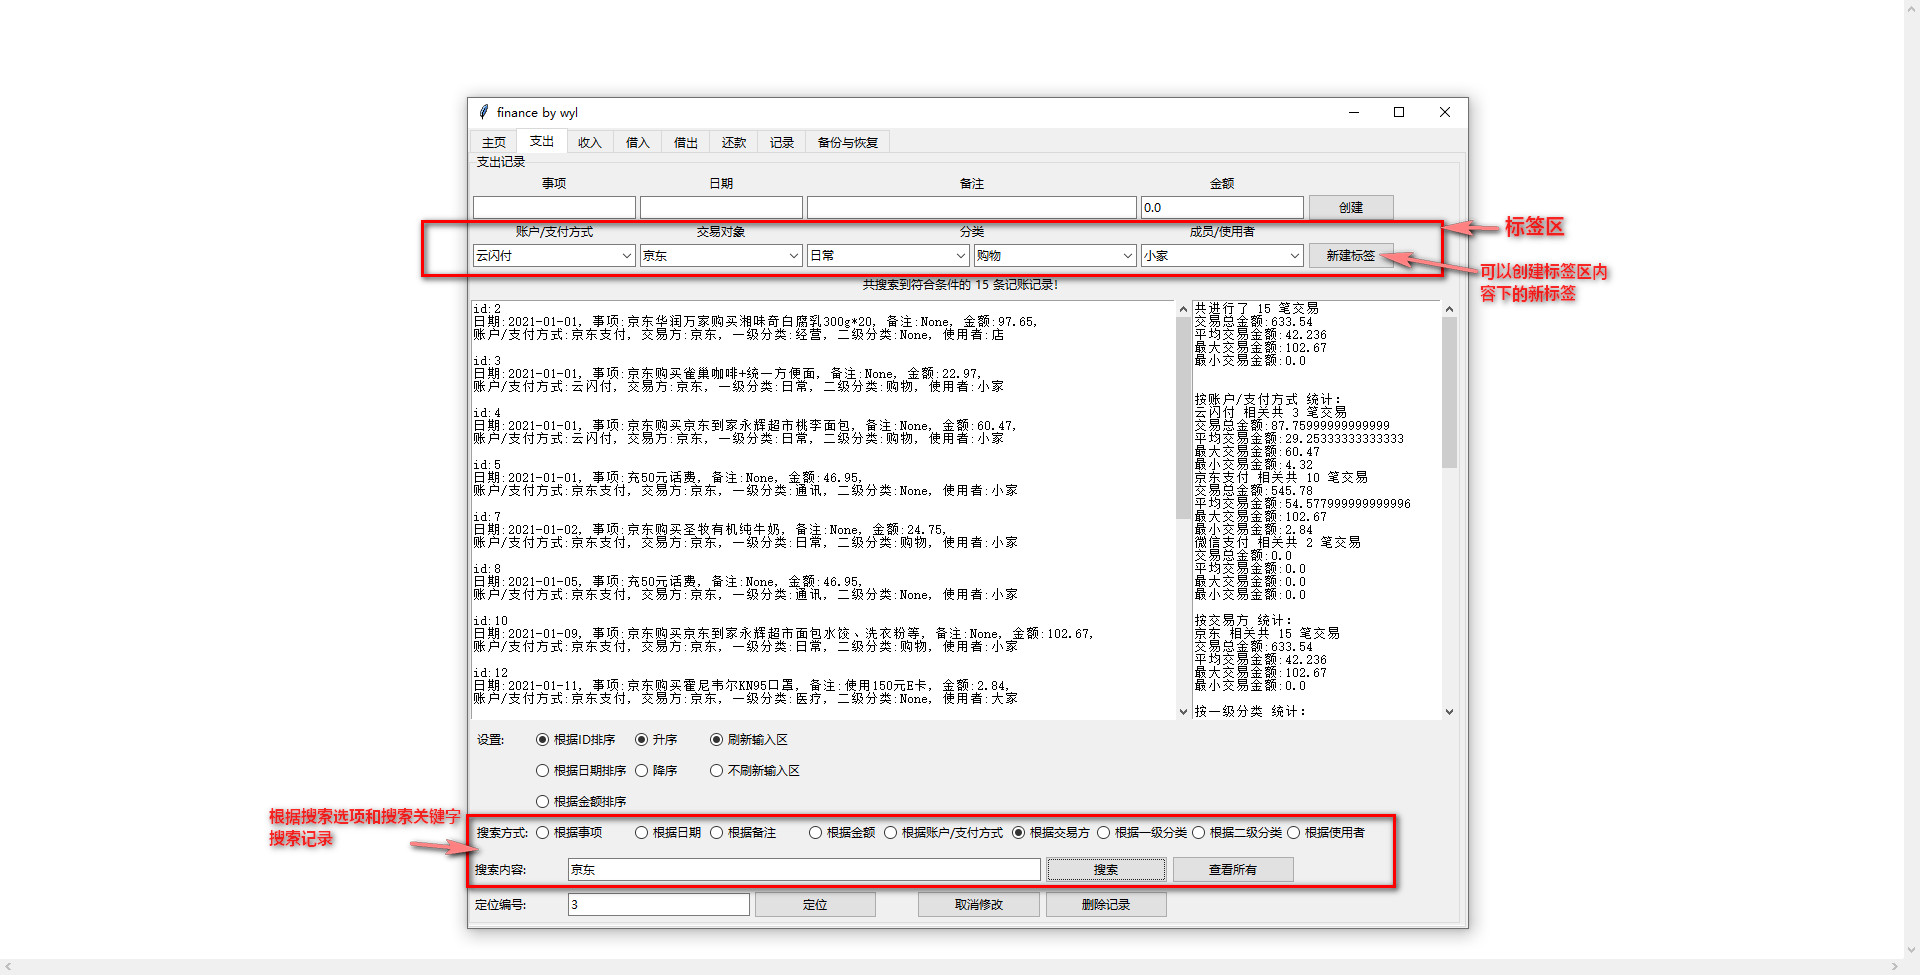 finance by wyl
主页 支出 收入 借入 借出 还款 记录 备份与恢复
支出记录
事项 日期 备注 金额
0.0 创建
账户/支付方式 交易对象 分类 成员/使用者
标签区
云闪付 京东 日常 购物 小家 新建标签
可以创建标签区内
容下的新标签
共搜索到符合条件的 15 条记账记录!
id:2
日期:2021-01-01, 事项:京东华润万家购买湘味奇白腐乳300g*20, 备注:None, 金额:97.65,
账户/支付方式:京东支付, 交易方:京东, 一级分类:经营, 二级分类:None, 使用者:店
id:3
日期:2021-01-01, 事项:京东购买雀巢咖啡+统一方便面, 备注:None, 金额:22.97,
账户/支付方式:云闪付, 交易方:京东, 一级分类:日常, 二级分类:购物, 使用者:小家
id:4
日期:2021-01-01, 事项:京东购买京东到家永辉超市桃李面包, 备注:None, 金额:60.47,
账户/支付方式:云闪付, 交易方:京东, 一级分类:日常, 二级分类:购物, 使用者:小家
id:5
日期:2021-01-01, 事项:充50元话费, 备注:None, 金额:46.95,
账户/支付方式:京东支付, 交易方:京东, 一级分类:通讯, 二级分类:None, 使用者:小家
id:7
日期:2021-01-02, 事项:京东购买圣牧有机纯牛奶, 备注:None, 金额:24.75,
账户/支付方式:京东支付, 交易方:京东, 一级分类:日常, 二级分类:购物, 使用者:小家
id:8
日期:2021-01-05, 事项:充50元话费, 备注:None, 金额:46.95,
账户/支付方式:京东支付, 交易方:京东, 一级分类:通讯, 二级分类:None, 使用者:小家
id:10
日期:2021-01-09, 事项:京东购买京东到家永辉超市面包水饺、洗衣粉等, 备注:None, 金额:102.67,
账户/支付方式:京东支付, 交易方:京东, 一级分类:日常, 二级分类:购物, 使用者:小家
id:12
日期:2021-01-11, 事项:京东购买霍尼韦尔KN95口罩, 备注:使用150元E卡, 金额:2.84,
账户/支付方式:京东支付, 交易方:京东, 一级分类:医疗, 二级分类:None, 使用者:大家
共进行了 15 笔交易
交易总金额:633.54
平均交易金额:42.236
最大交易金额:102.67
最小交易金额:0.0
按账户/支付方式 统计:
云闪付 相关共 3 笔交易
交易总金额:87.75999999999999
平均交易金额:29.25333333333333
最大交易金额:60.47
最小交易金额:4.32
京东支付 相关共 10 笔交易
交易总金额:545.78
平均交易金额:54.577999999999996
最大交易金额:102.67
最小交易金额:2.84
微信支付 相关共 2 笔交易
交易总金额:0.0
平均交易金额:0.0
最大交易金额:0.0
最小交易金额:0.0
按交易方 统计:
京东 相关共 15 笔交易
交易总金额:633.54
平均交易金额:42.236
最大交易金额:102.67
最小交易金额:0.0
按一级分类 统计:
设置: 根据ID排序 升序 刷新输入区
根据日期排序 降序 不刷新输入区
根据金额排序
根据搜索选项和搜索关键字
搜索记录
搜索方式: 根据事项 根据日期 根据备注 根据金额 根据账户/支付方式 根据交易方 根据一级分类 根据二级分类 根据使用者
搜索内容: 京东 搜索 查看所有
定位编号: 3 定位 取消修改 删除记录